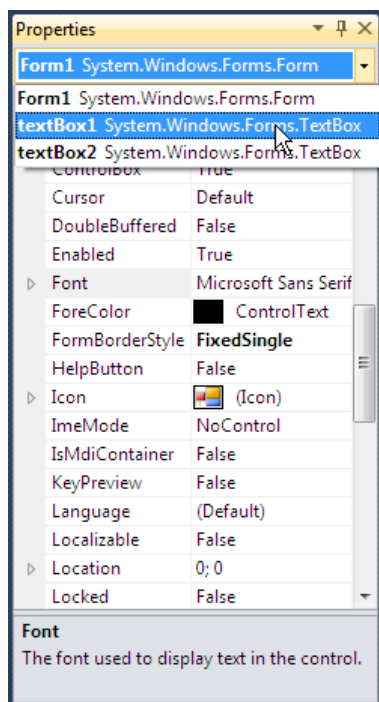 Properties
Form1 System.Windows.Forms.Form
Form1 System.Windows.Forms.Form
textBox1 System.Windows.Forms.TextBox
textBox2 System.Windows.Forms.TextBox
ControlBox True
Cursor Default
DoubleBuffered False
Enabled True
Font Microsoft Sans Serif
ForeColor ControlText
FormBorderStyle FixedSingle
HelpButton False
Icon (Icon)
ImeMode NoControl
IsMdiContainer False
KeyPreview False
Language (Default)
Localizable False
Location 0; 0
Locked False
Font
The font used to display text in the control.